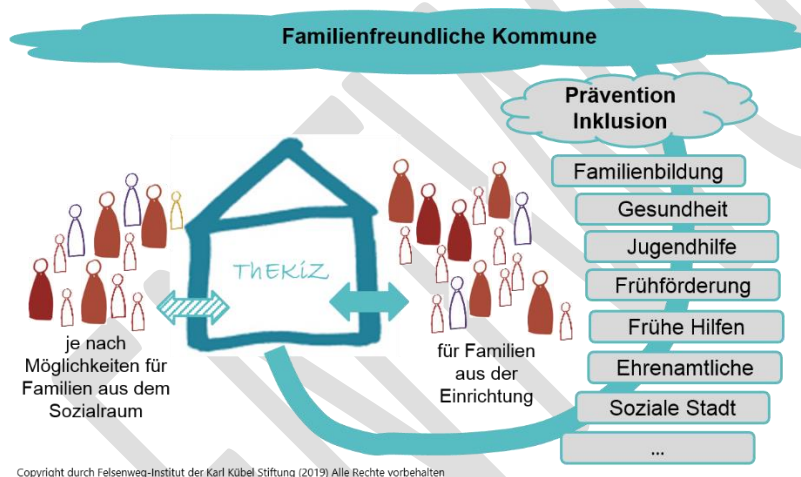 Familienfreundliche Kommune
Prävention
Inklusion
Familienbildung
Gesundheit
Jugendhilfe
Frühförderung
Frühe Hilfen
Ehrenamtliche
Soziale Stadt
...
ThEKiZ
je nach
Möglichkeiten für
Familien aus dem
Sozialraum
für Familien
aus der
Einrichtung
Copyright durch Felsenweg-Institut der Karl Kübel Stiftung (2019) Alle Rechte vorbehalten